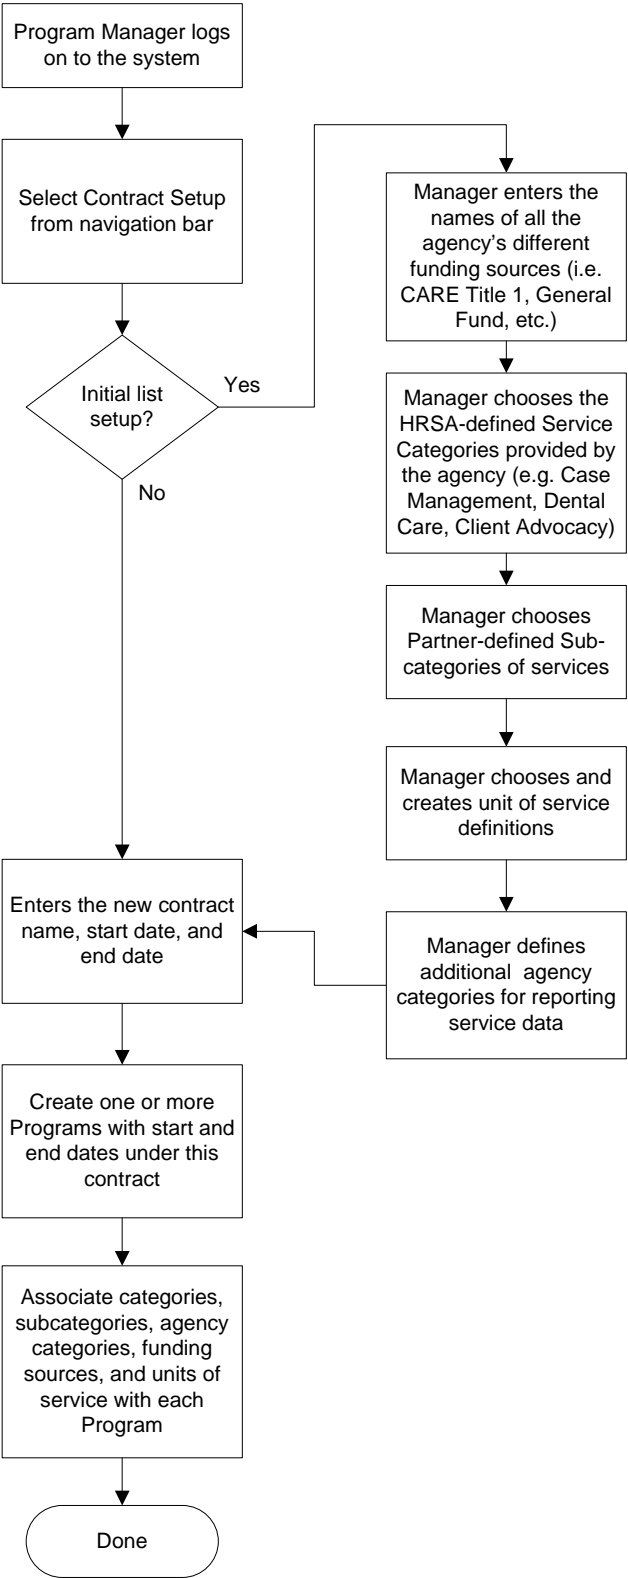 Program Manager logs
on to the system
Select Contract Setup
from navigation bar
Initial list
setup?
Yes
No
Manager enters the
names of all the
agency’s different
funding sources (i.e.
CARE Title 1, General
Fund, etc.)
Manager chooses the
HRSA-defined Service
Categories provided by
the agency (e.g. Case
Management, Dental
Care, Client Advocacy)
Manager chooses
Partner-defined Sub-
categories of services
Manager chooses and
creates unit of service
definitions
Manager defines
additional agency
categories for reporting
service data
Enters the new contract
name, start date, and
end date
Create one or more
Programs with start and
end dates under this
contract
Associate categories,
subcategories, agency
categories, funding
sources, and units of
service with each
Program
Done